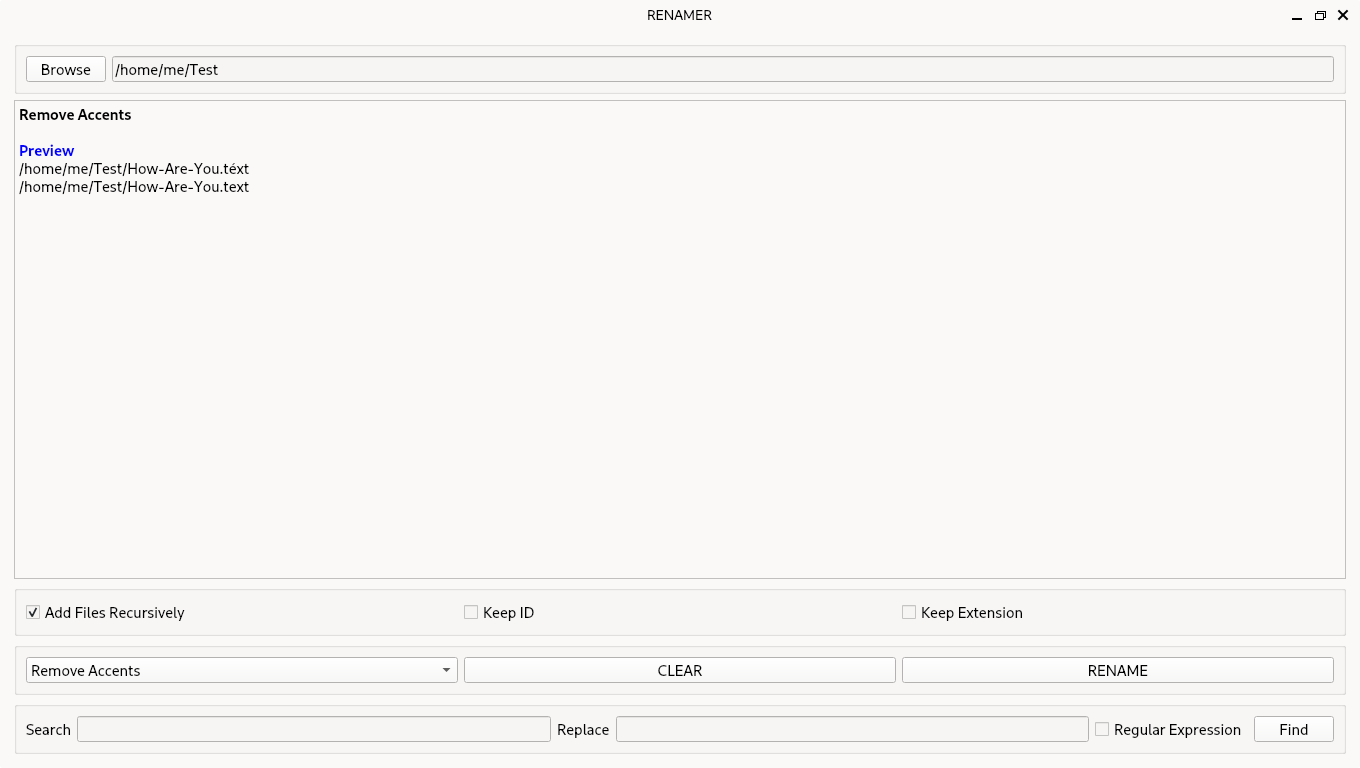 RENAMER
Browse /home/me/Test
Remove Accents
Preview
/home/me/Test/How-Are-You.téxt
/home/me/Test/How-Are-You.text
Add Files Recursively Keep ID Keep Extension
Remove Accents CLEAR RENAME
Search Replace Regular Expression Find